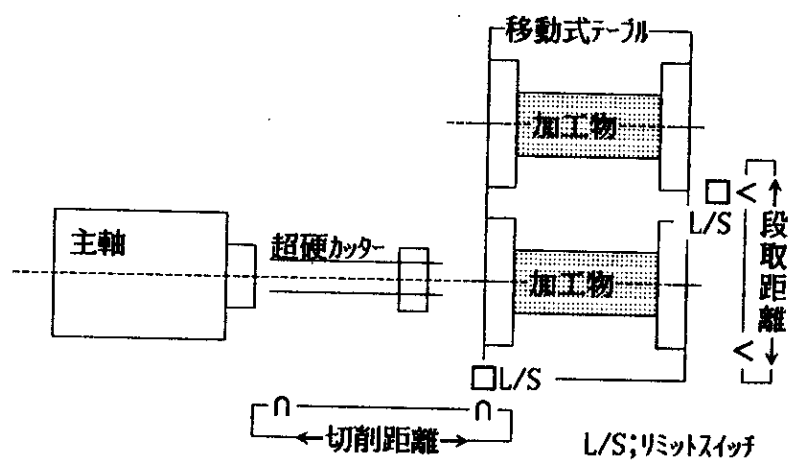 移動式テーブル
加工物
L/S
段取距離
主軸
超硬カッター
加工物
L/S
切削距離
L/S;リミットスイッチ